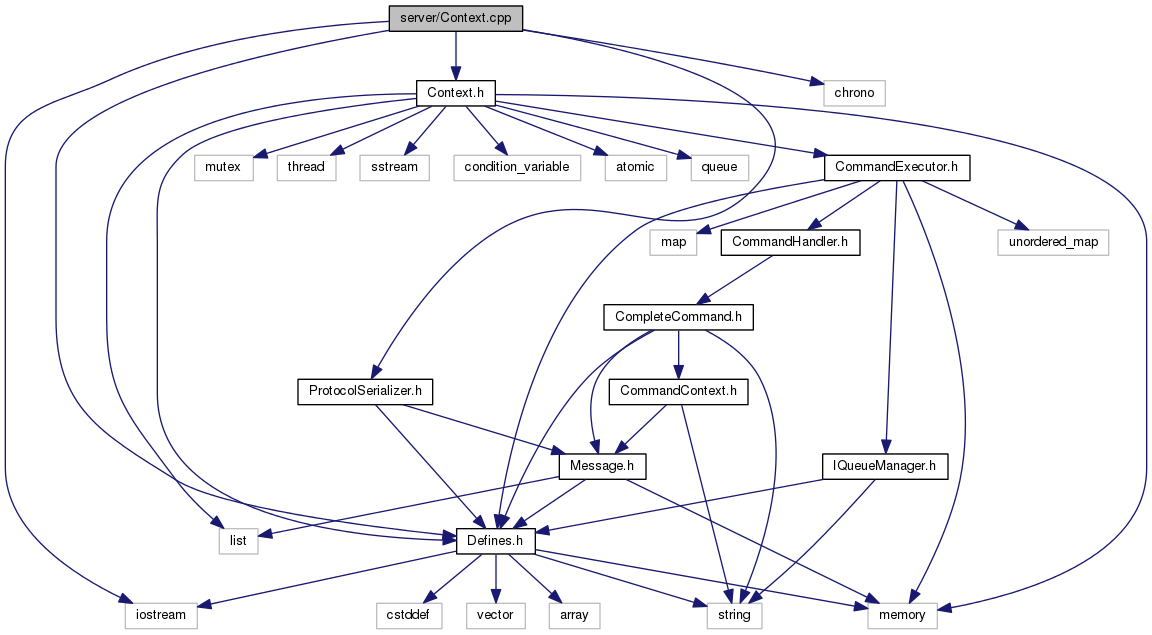 server/Context.cpp
Context.h
chrono
mutex
thread
sstream
condition_variable
atomic
queue
CommandExecutor.h
map
CommandHandler.h
unordered_map
CompleteCommand.h
ProtocolSerializer.h
CommandContext.h
Message.h
IQueueManager.h
list
Defines.h
iostream
cstddef
vector
array
string
memory